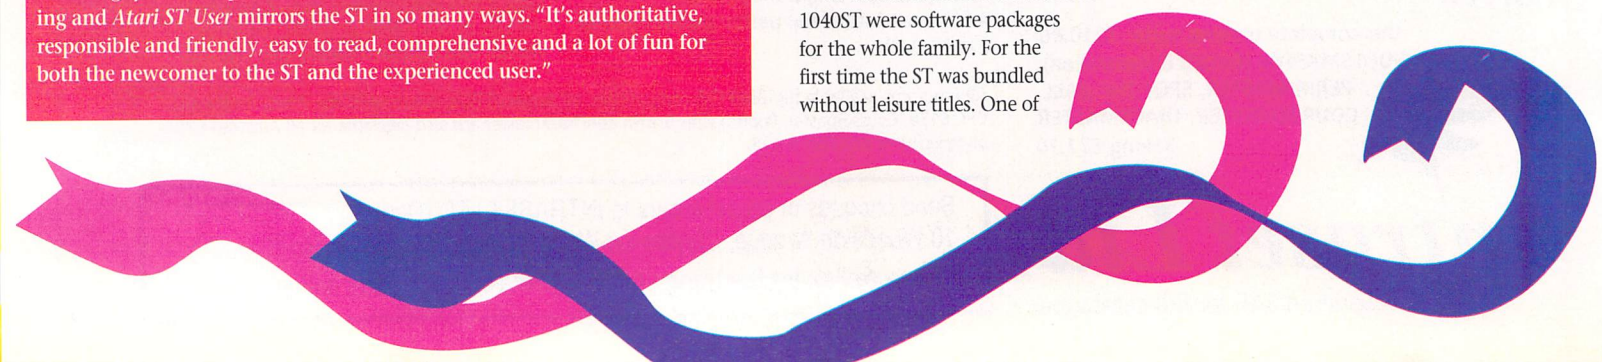 ing and Atari ST User mirrors the ST in so many ways. “It's authoritative,
responsible and friendly, easy to read, comprehensive and a lot of fun for
both the newcomer to the ST and the experienced user.”
1040ST were software packages
for the whole family. For the
first time the ST was bundled
without leisure titles. One of